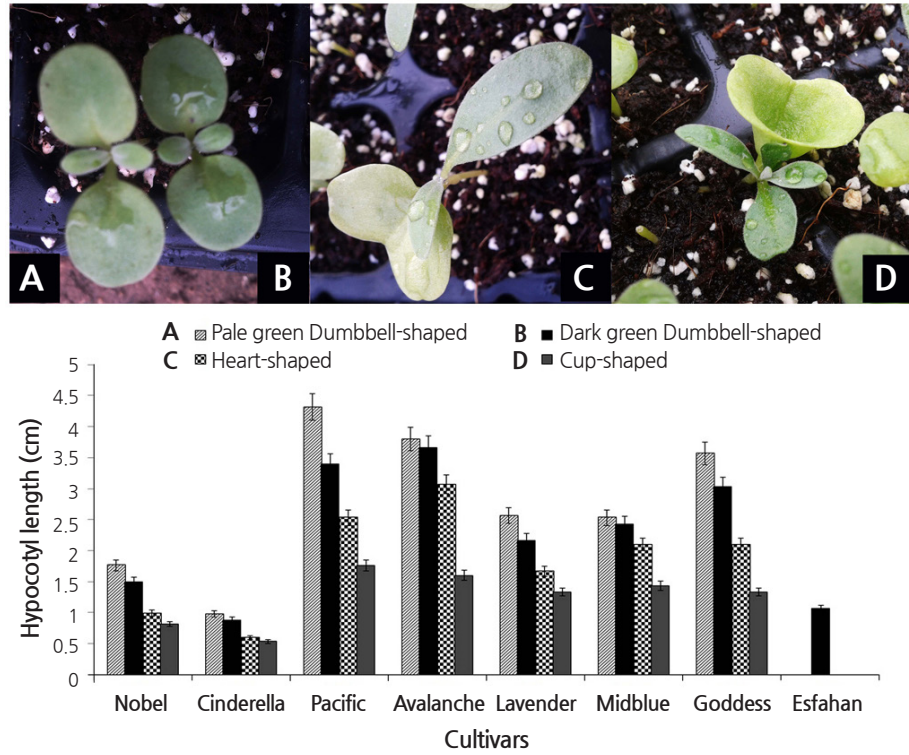 A
B
C
D
A Pale green Dumbbell-shaped
B Dark green Dumbbell-shaped
C Heart-shaped
D Cup-shaped
Hypocotyl length (cm)
5
4.5
4
3.5
3
2.5
2
1.5
1
0.5
0
Nobel Cinderella Pacific Avalanche Lavender Midblue Goddess Esfahan
Cultivars